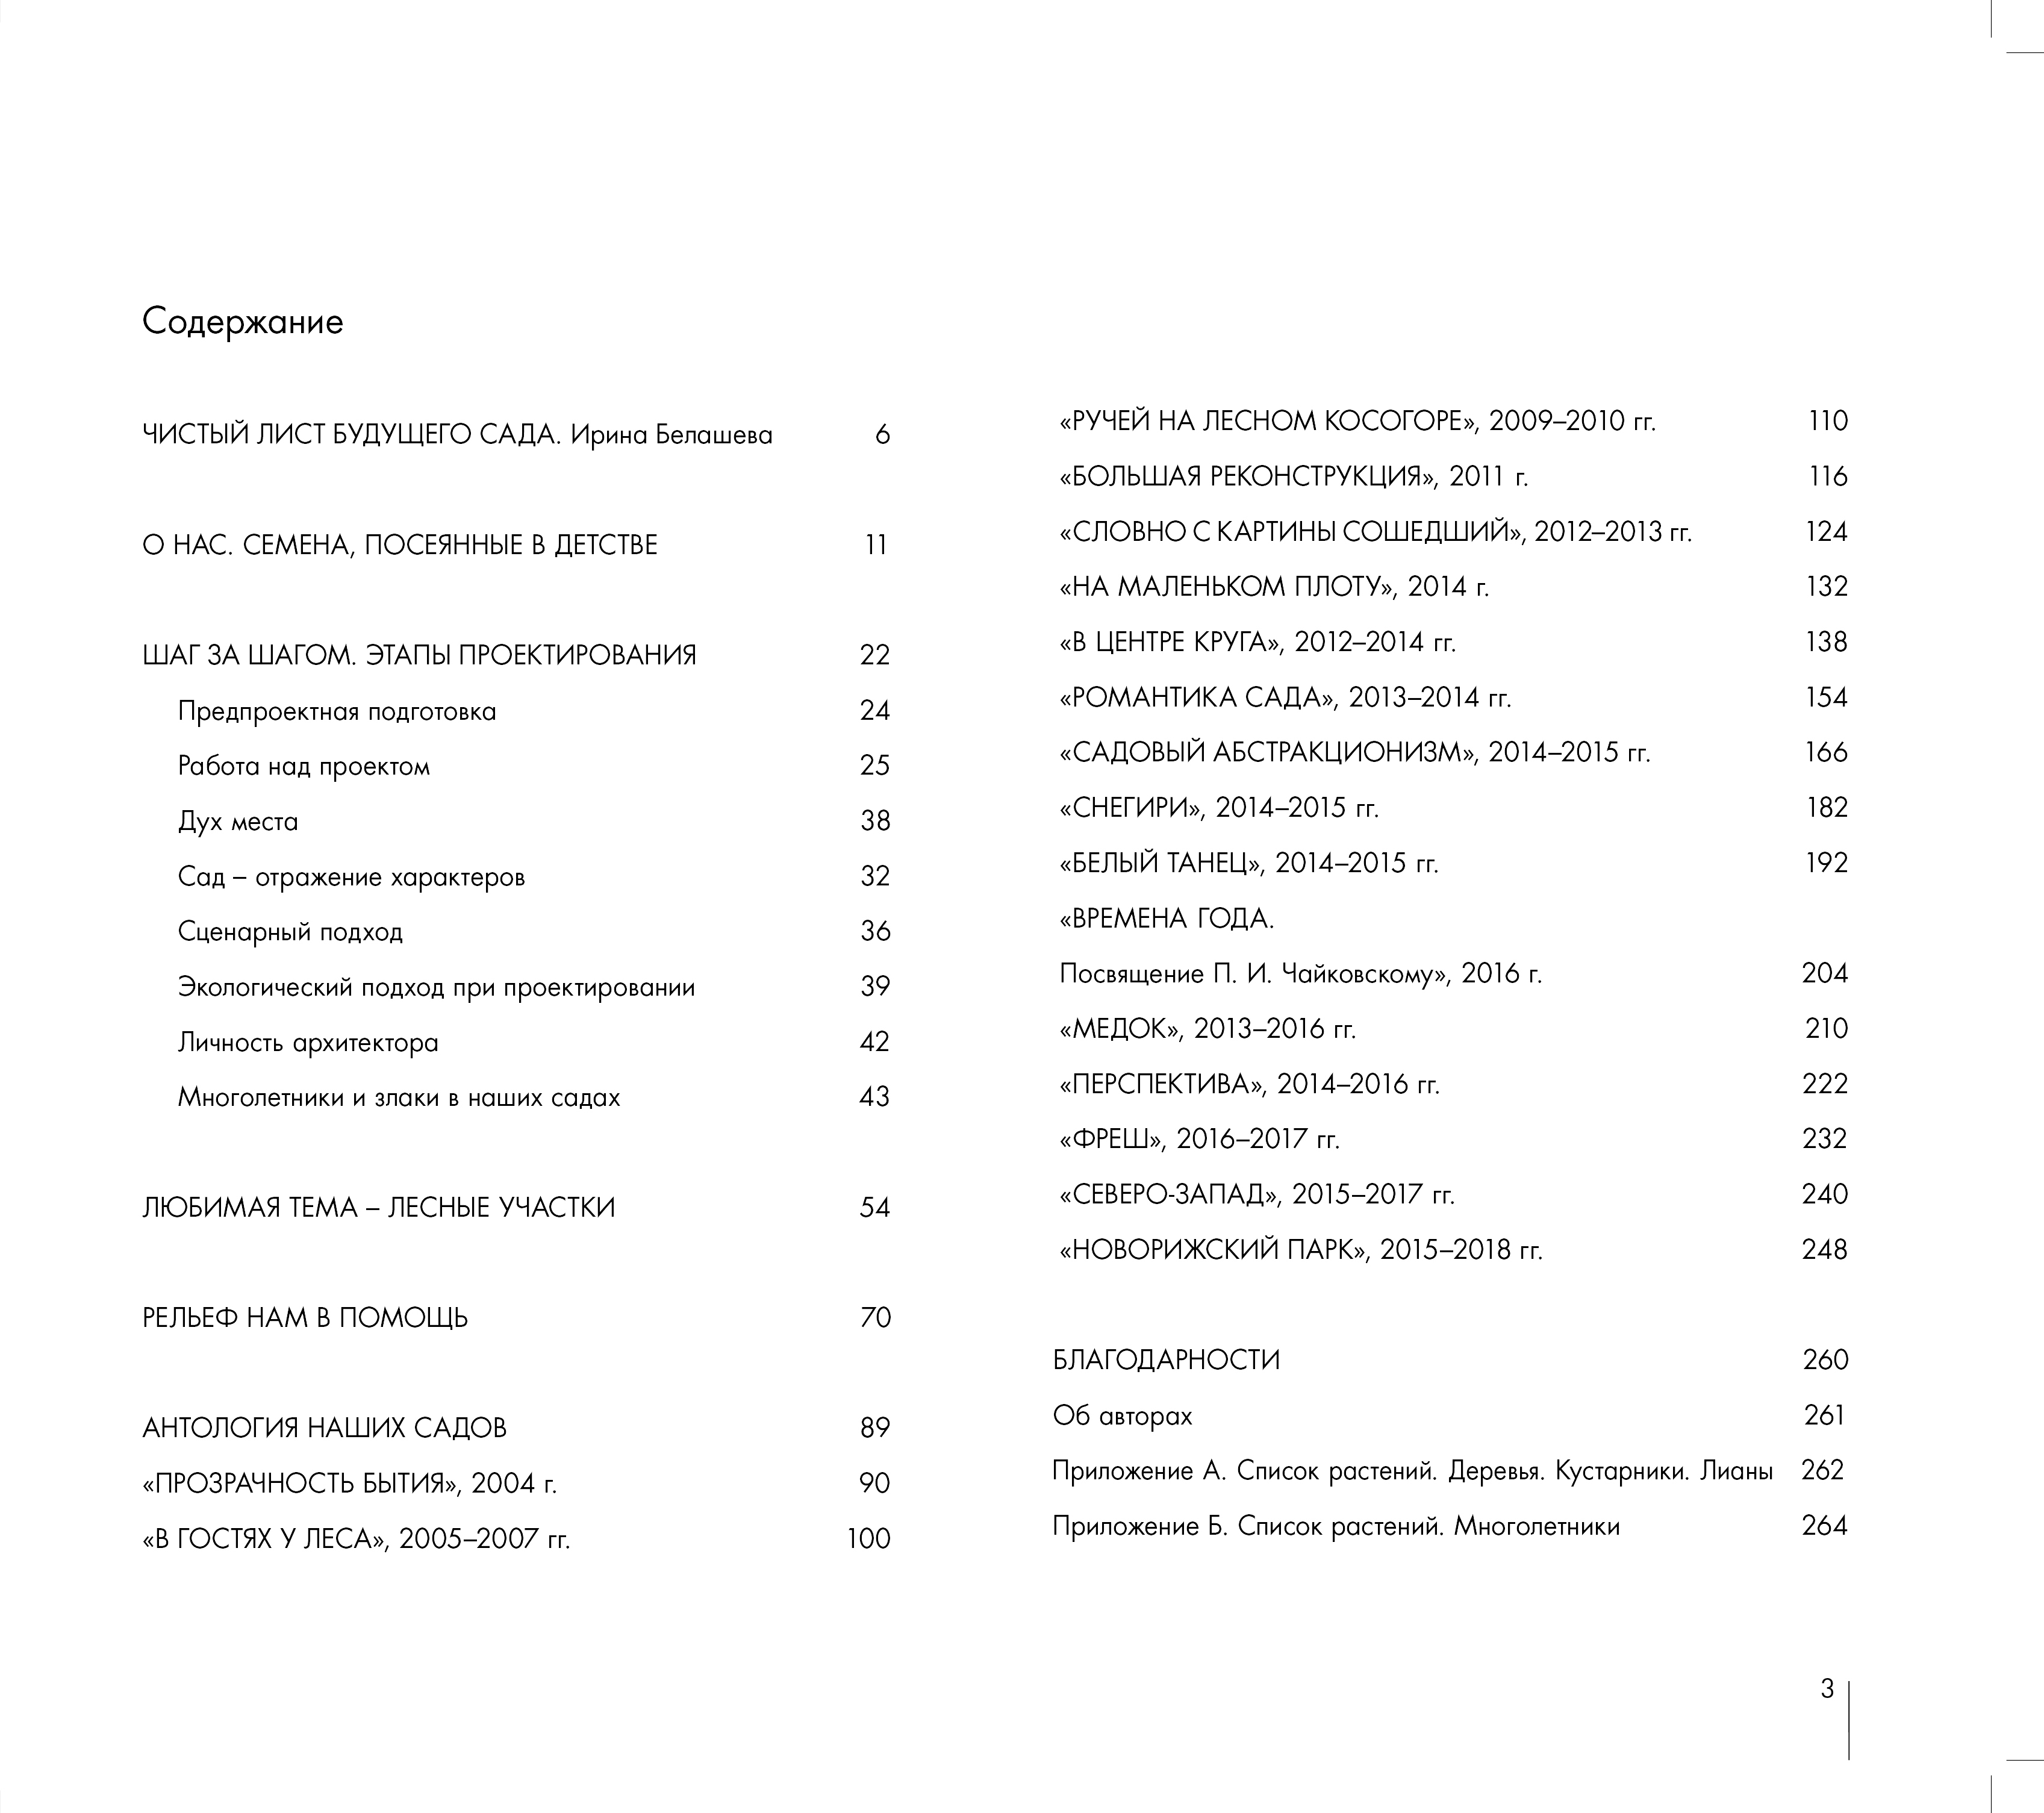 Содержание
ЧИСТЫЙ ЛИСТ БУДУЩЕГО САДА. Ирина Белашева 6
О НАС. СЕМЕНА, ПОСЕЯННЫЕ В ДЕТСТВЕ 11
ШАГ ЗА ШАГОМ. ЭТАПЫ ПРОЕКТИРОВАНИЯ 22
Предпроектная подготовка 24
Работа над проектом 25
Дух места 38
Сад – отражение характеров 32
Сценарный подход 36
Экологический подход при проектировании 39
Личность архитектора 42
Многолетники и злаки в наших садах 43
ЛЮБИМАЯ ТЕМА – ЛЕСНЫЕ УЧАСТКИ 54
РЕЛЬЕФ НАМ В ПОМОЩЬ 70
АНТОЛОГИЯ НАШИХ САДОВ 89
«ПРОЗРАЧНОСТЬ БЫТИЯ», 2004 г. 90
«В ГОСТЯХ У ЛЕСА», 2005–2007 гг. 100
«РУЧЕЙ НА ЛЕСНОМ КОСОГОРЕ», 2009–2010 гг. 110
«БОЛЬШАЯ РЕКОНСТРУКЦИЯ», 2011 г. 116
«СЛОВНО С КАРТИНЫ СОШЕДШИЙ», 2012–2013 гг. 124
«НА МАЛЕНЬКОМ ПЛОТУ», 2014 г. 132
«В ЦЕНТРЕ КРУГА», 2012–2014 гг. 138
«РОМАНТИКА САДА», 2013–2014 гг. 154
«САДОВЫЙ АБСТРАКЦИОНИЗМ», 2014–2015 гг. 166
«СНЕГИРИ», 2014–2015 гг. 182
«БЕЛЫЙ ТАНЕЦ», 2014–2015 гг. 192
«ВРЕМЕНА ГОДА.
Посвящение П. И. Чайковскому», 2016 г. 204
«МЕДОК», 2013–2016 гг. 210
«ПЕРСПЕКТИВА», 2014–2016 гг. 222
«ФРЕШ», 2016–2017 гг. 232
«СЕВЕРО-ЗАПАД», 2015–2017 гг. 240
«НОВОРИЖСКИЙ ПАРК», 2015–2018 гг. 248
БЛАГОДАРНОСТИ 260
Об авторах 261
Приложение А. Список растений. Деревья. Кустарники. Лианы 262
Приложение Б. Список растений. Многолетники 264
3